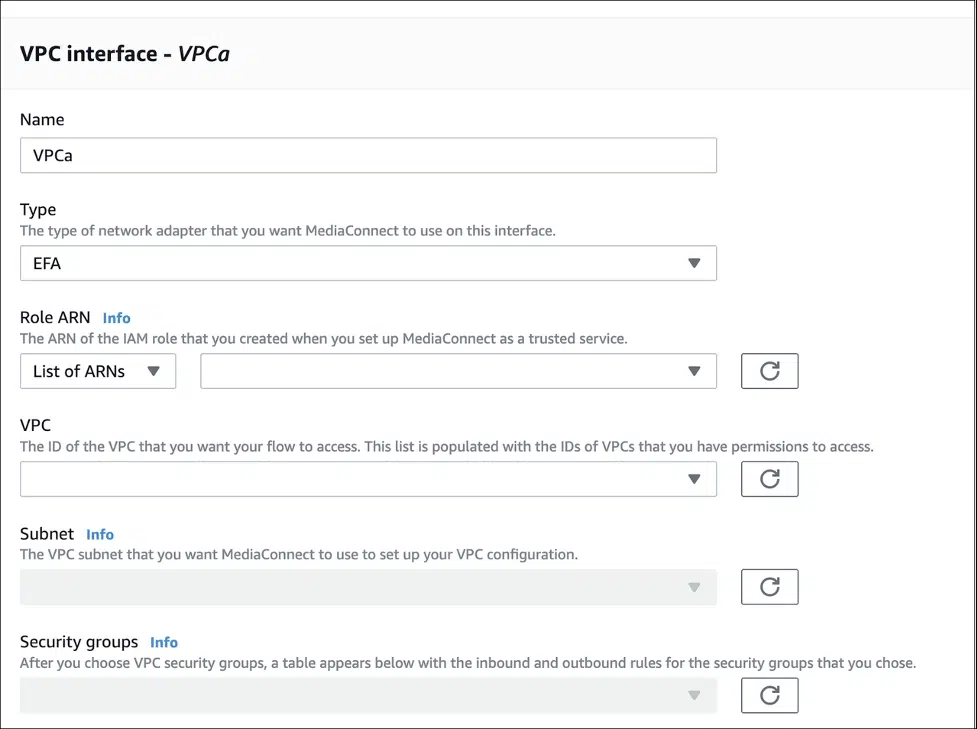 VPC interface - VPCa
Name
VPCa
Type
The type of network adapter that you want MediaConnect to use on this interface.
EFA
Role ARN Info
The ARN of the IAM role that you created when you set up MediaConnect as a trusted service.
List of ARNs
VPC
The ID of the VPC that you want your flow to access. This list is populated with the IDs of VPCs that you have permissions to access.
Subnet Info
The VPC subnet that you want MediaConnect to use to set up your VPC configuration.
Security groups Info
After you choose VPC security groups, a table appears below with the inbound and outbound rules for the security groups that you chose.